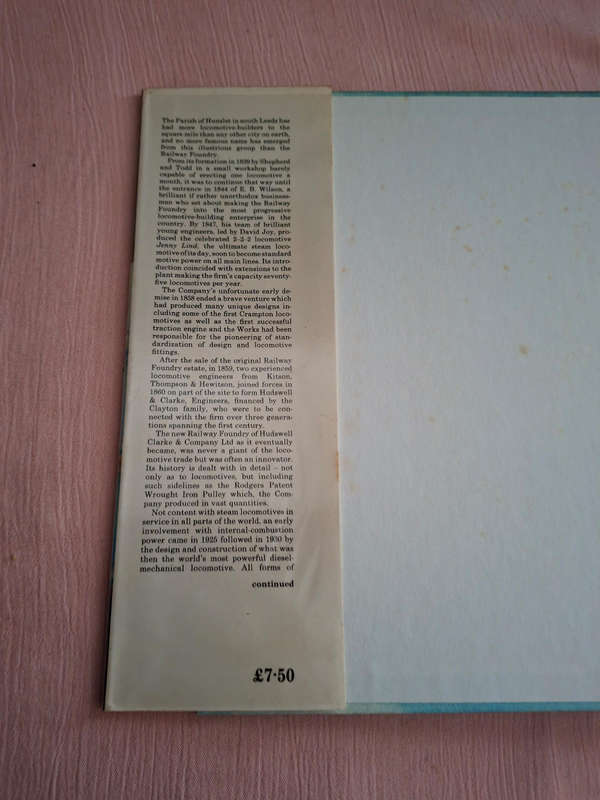 The Parish of Hunslet in south Leeds has
had more locomotive-builders to the
square mile than any other city on earth,
and no more famous name has emerged
from this illustrious group than the
Railway Foundry.
From its formation in 1839 by Shepherd
and Todd in a small workshop barely
capable of erecting one locomotive a
month, it was to continue that way until
the entrance in 1844 of E. B. Wilson, a
brilliant if rather unorthodox business-
man who set about making the Railway
Foundry into the most progressive
locomotive-building enterprise in the
country. By 1847, his team of brilliant
young engineers, led by David Joy, pro-
duced the celebrated 2-2-2 locomotive
Jenny Lind, the ultimate steam loco-
motive of its day, soon to become standard
motive power on all main lines. Its intro-
duction coincided with extensions to the
plant making the firm's capacity seventy-
five locomotives per year.
The Company's unfortunate early de-
mise in 1858 ended a brave venture which
had produced many unique designs in-
cluding some of the first Crampton loco-
motives as well as the first successful
traction engine and the Works had been
responsible for the pioneering of stan-
dardization of design and locomotive
fittings.
After the sale of the original Railway
Foundry estate, in 1859, two experienced
locomotive engineers from Kitson,
Thompson & Hewitson, joined forces in
1860 on part of the site to form Hudswell
& Clarke, Engineers, financed by the
Clayton family, who were to be con-
nected with the firm over three genera-
tions spanning the first century.
The new Railway Foundry of Hudswell
Clarke & Company Ltd as it eventually
became, was never a giant of the loco-
motive trade but was often an innovator.
Its history is dealt with in detail – not
only as to locomotives, but including
such sidelines as the Rodgers Patent
Wrought Iron Pulley which, the Com-
pany produced in vast quantities.
Not content with steam locomotives in
service in all parts of the world, an early
involvement with internal-combustion
power came in 1925 followed in 1930 by
the design and construction of what was
then the world's most powerful diesel-
mechanical locomotive. All forms of
continued
£7·50